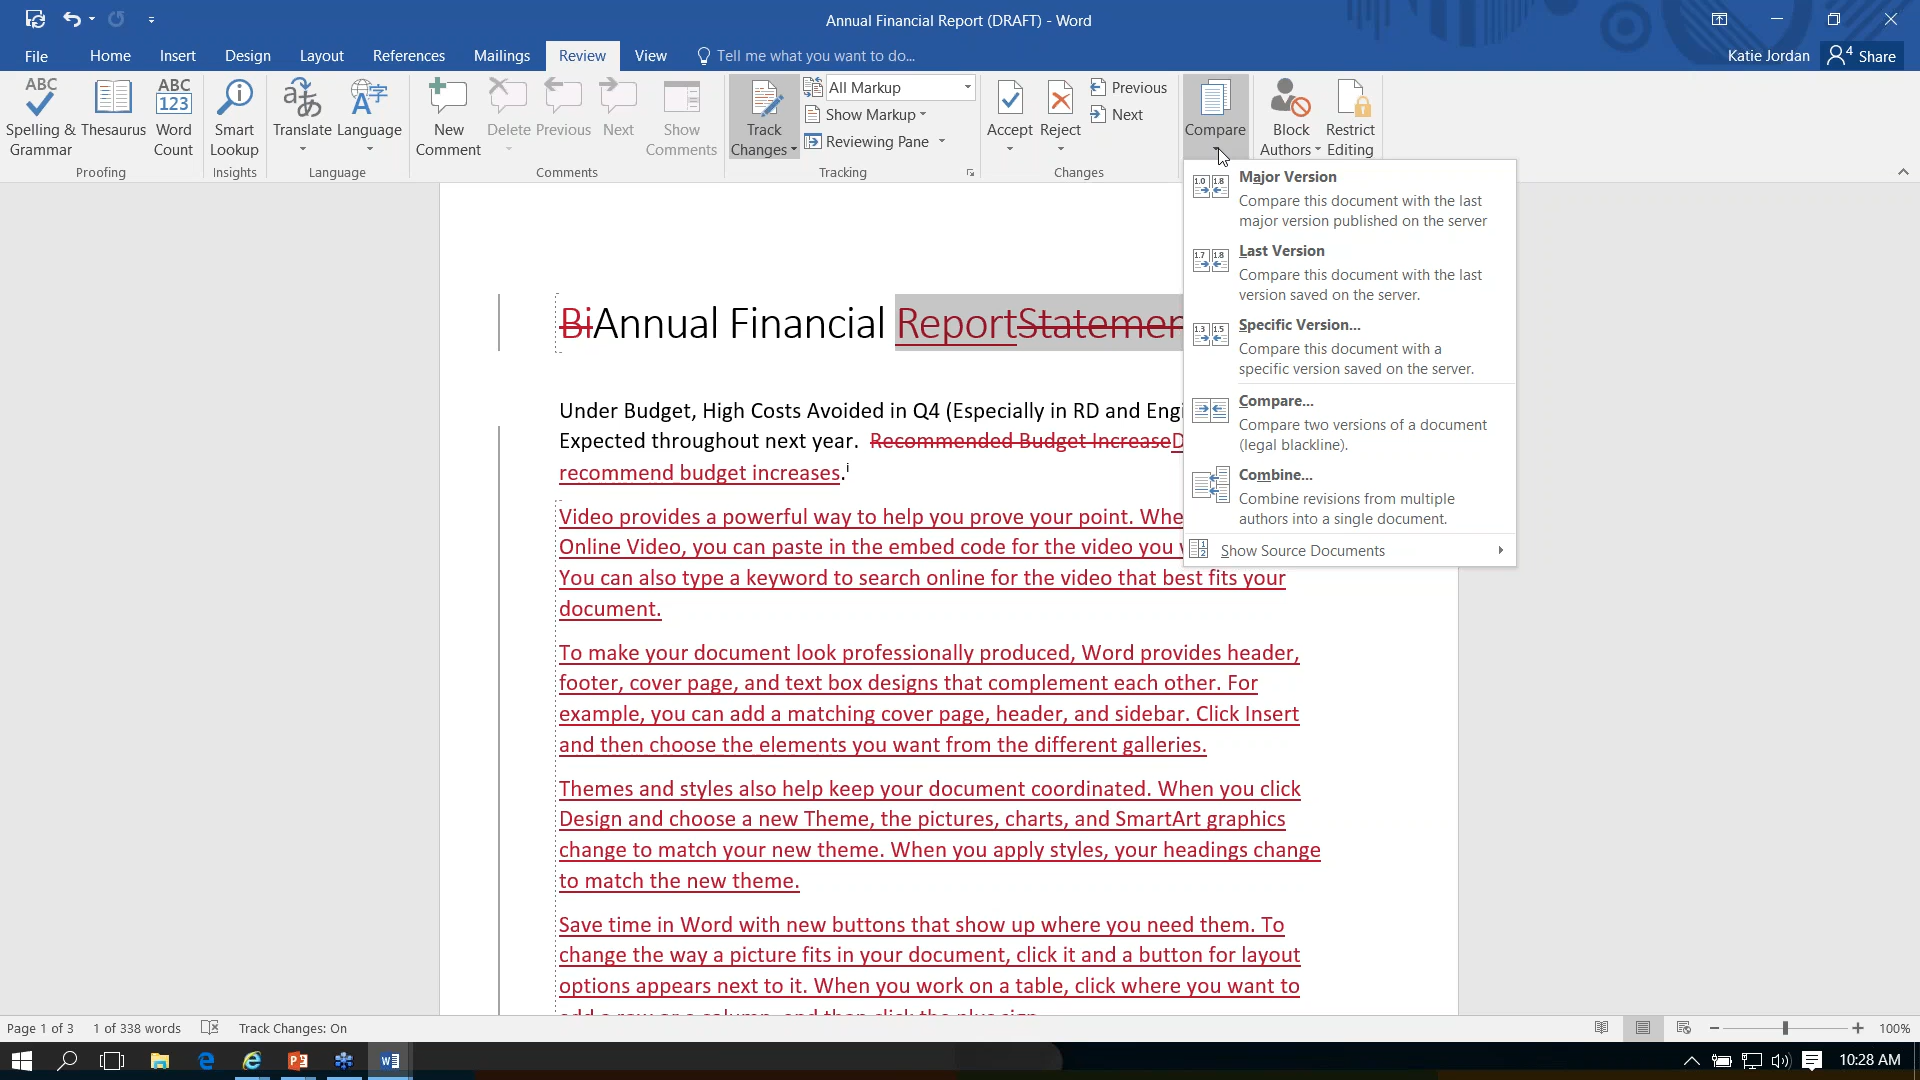 Annual Financial Report (DRAFT) - Word
File Home Insert Design Layout References Mailings Review View Tell me what you want to do... Katie Jordan 4 Share
ABC Spelling & Grammar
Thesaurus
ABC 123 Word Count
Smart Lookup
Translate
Language
New Comment
Delete
Previous
Next
Show Comments
Track Changes
All Markup
Show Markup
Reviewing Pane
Accept
Reject
Previous
Next
Compare
Block Authors
Restrict Editing
Proofing Insights Language Comments Tracking Changes
1.0 1.8 Major Version
Compare this document with the last
major version published on the server
1.7 1.8 Last Version
Compare this document with the last
version saved on the server.
1.3 1.5 Specific Version...
Compare this document with a
specific version saved on the server.
Compare...
Compare two versions of a document
(legal blackline).
Combine...
Combine revisions from multiple
authors into a single document.
Show Source Documents
BiAnnual Financial ReportStatemen
Under Budget, High Costs Avoided in Q4 (Especially in RD and Engi
Expected throughout next year. Recommended Budget IncreaseD
recommend budget increases.i
Video provides a powerful way to help you prove your point. Whe
Online Video, you can paste in the embed code for the video you
You can also type a keyword to search online for the video that best fits your
document.
To make your document look professionally produced, Word provides header,
footer, cover page, and text box designs that complement each other. For
example, you can add a matching cover page, header, and sidebar. Click Insert
and then choose the elements you want from the different galleries.
Themes and styles also help keep your document coordinated. When you click
Design and choose a new Theme, the pictures, charts, and SmartArt graphics
change to match your new theme. When you apply styles, your headings change
to match the new theme.
Save time in Word with new buttons that show up where you need them. To
change the way a picture fits in your document, click it and a button for layout
options appears next to it. When you work on a table, click where you want to
add a row or a column, and then click the plus sign.
Page 1 of 3 1 of 338 words Track Changes: On 100%
10:28 AM